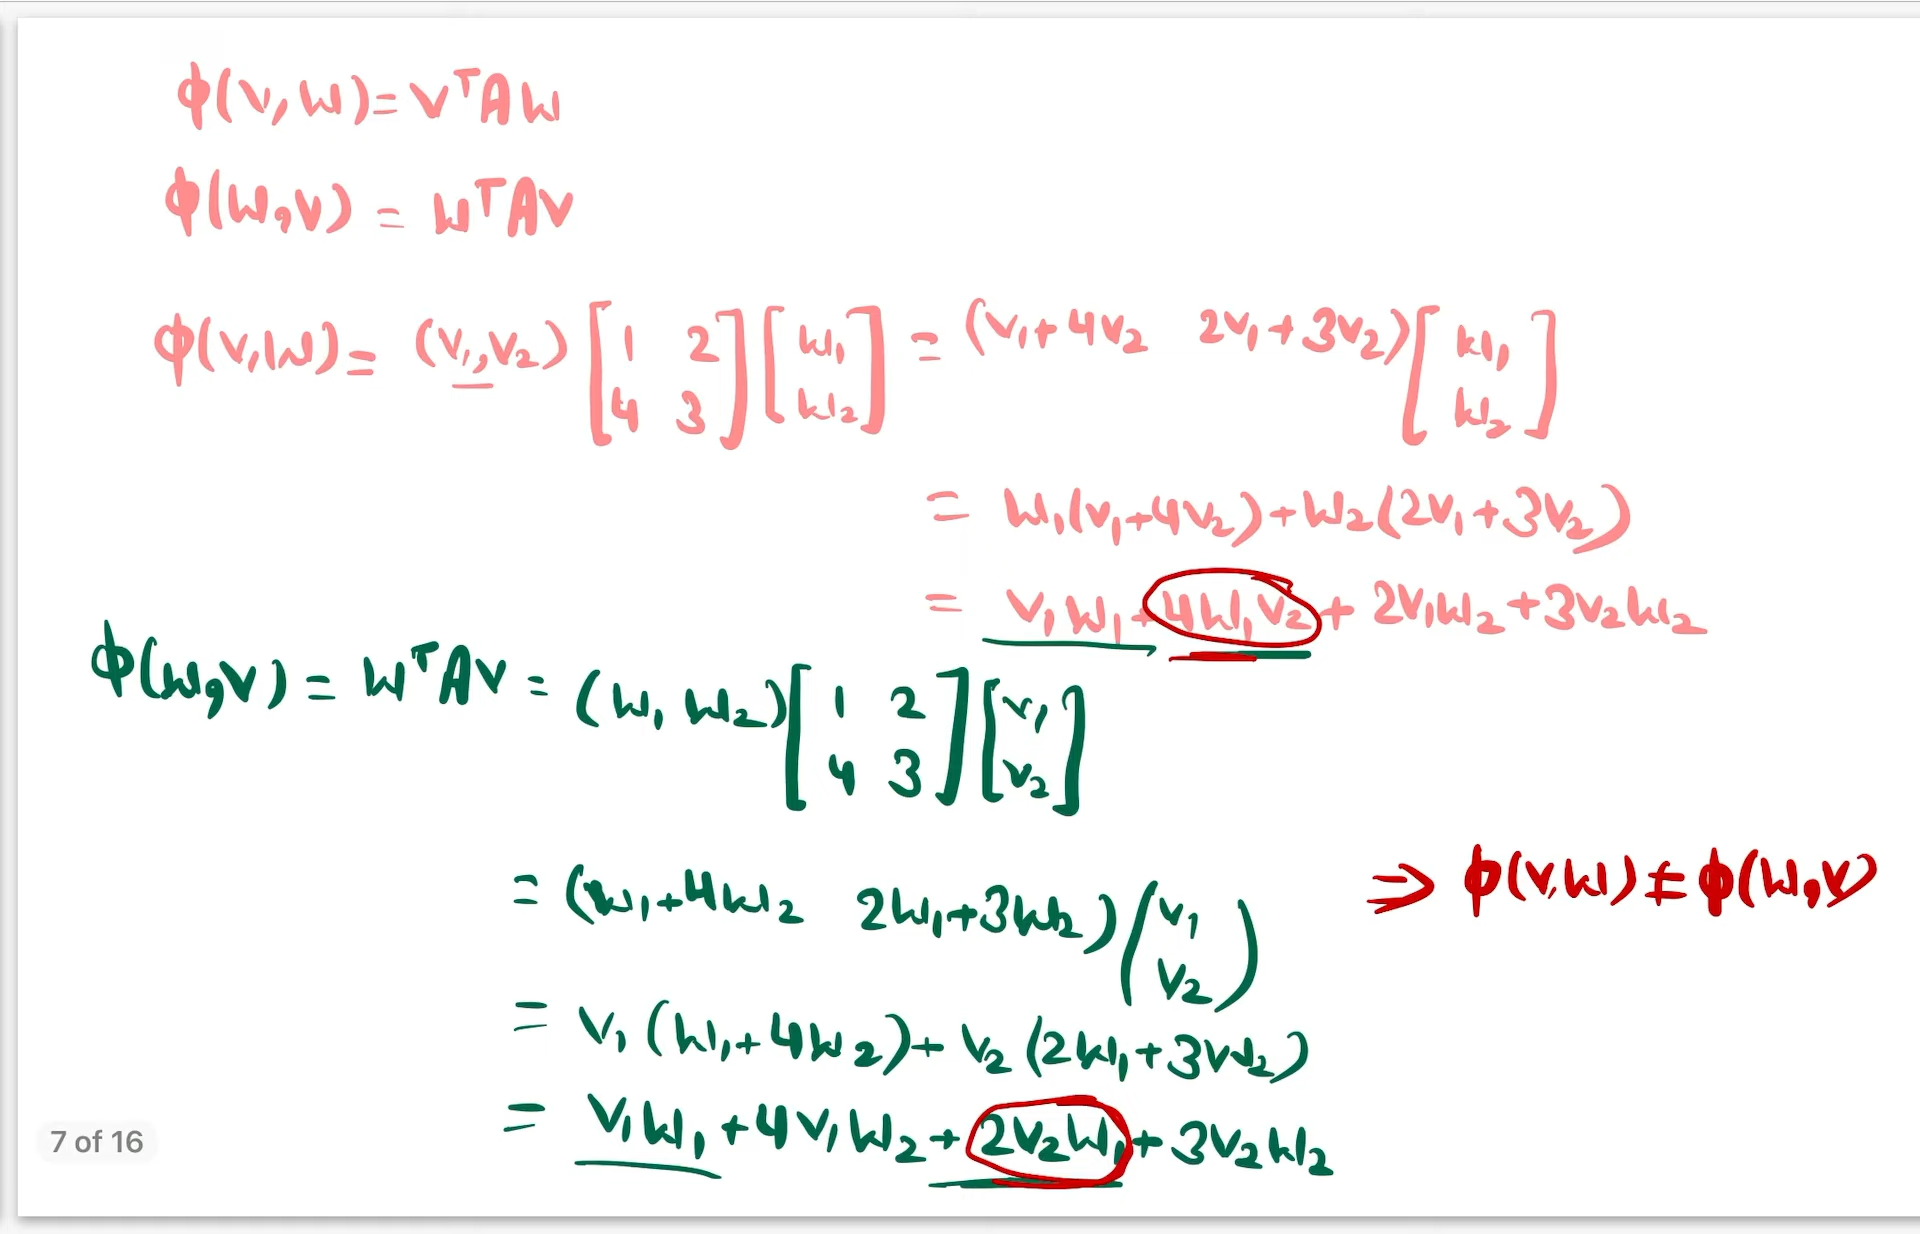 ϕ(v, w) = vᵀAw
ϕ(w, v) = wᵀAv
ϕ(v, w) = (v₁, v₂) [1 2; 4 3] [w₁; w₂] = (v₁+4v₂ 2v₁+3v₂) [w₁; w₂]
= w₁(v₁+4v₂)+w₂(2v₁+3v₂)
= v₁w₁+4w₁v₂+2v₁w₂+3v₂w₂
ϕ(w, v) = wᵀAv = (w₁ w₂) [1 2; 4 3] [v₁; v₂]
= (w₁+4w₂ 2w₁+3w₂) (v₁; v₂)
⇒ ϕ(v, w) ≠ ϕ(w, v)
= v₁(w₁+4w₂)+v₂(2w₁+3w₂)
= v₁w₁+4v₁w₂+2v₂w₁+3v₂w₂
7 of 16